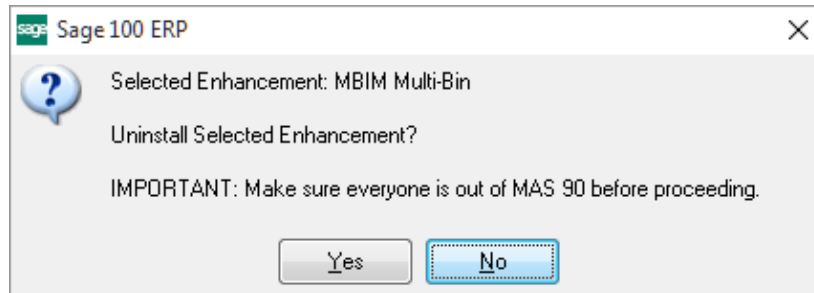 sage Sage 100 ERP
Selected Enhancement: MBIM Multi-Bin
Uninstall Selected Enhancement?
IMPORTANT: Make sure everyone is out of MAS 90 before proceeding.
Yes No